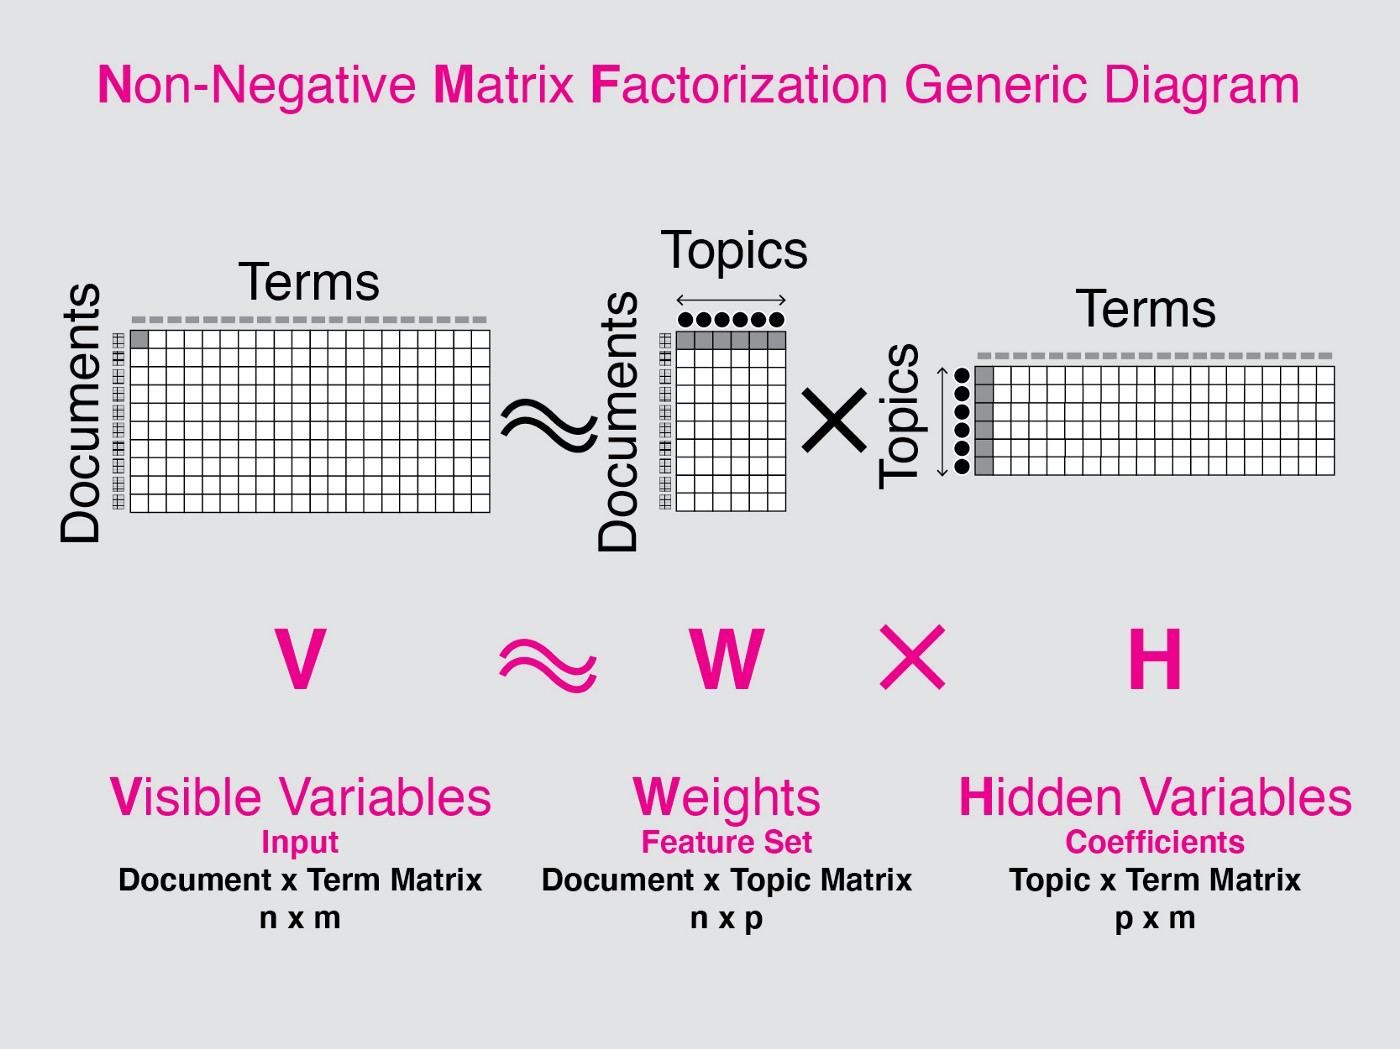 Non-Negative Matrix Factorization Generic Diagram
Documents
Terms
≈
Documents
Topics
×
Topics
Terms
V ≈ W × H
Visible Variables
Input
Document x Term Matrix
n x m
Weights
Feature Set
Document x Topic Matrix
n x p
Hidden Variables
Coefficients
Topic x Term Matrix
p x m